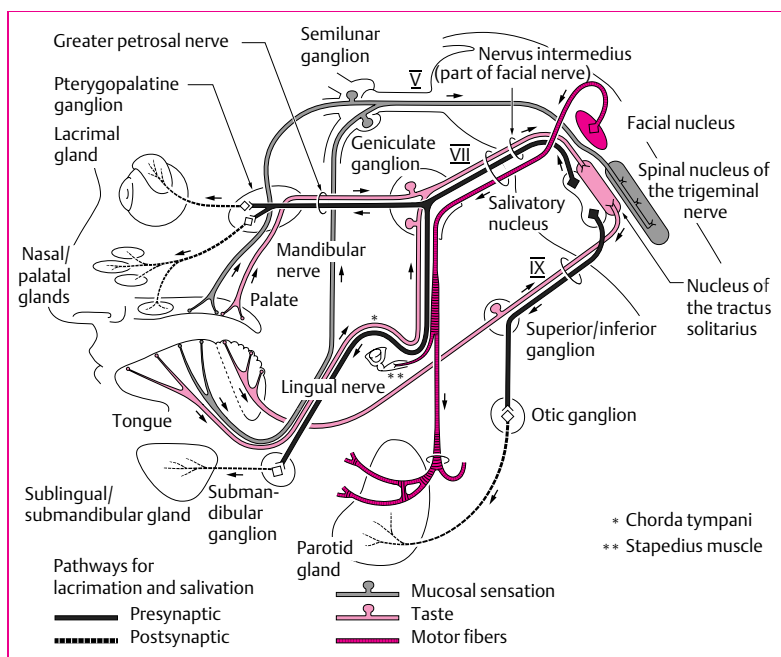 Greater petrosal nerve
Semilunar
ganglion
V
Nervus intermedius
(part of facial nerve)
Pterygopalatine
ganglion
Lacrimal
gland
Geniculate
ganglion
VII
Facial nucleus
Spinal nucleus
of the
trigeminal
nerve
Salivatory
nucleus
Nasal/
palatal
glands
Mandibular
nerve
Palate
IX
Nucleus of
the tractus
solitarius
Superior/inferior
ganglion
*
**
Lingual nerve
Tongue
Otic ganglion
Sublingual/
submandibular gland
Subman-
dibular
ganglion
Parotid
gland
* Chorda tympani
** Stapedius muscle
Pathways for
lacrimation and salivation
Presynaptic
Postsynaptic
Mucosal sensation
Taste
Motor fibers